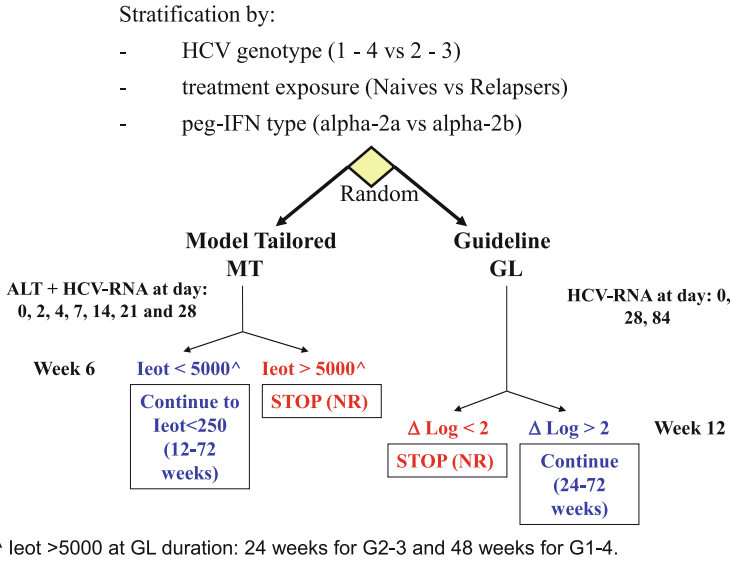 Stratification by:
- HCV genotype (1 - 4 vs 2 - 3)
- treatment exposure (Naives vs Relapsers)
- peg-IFN type (alpha-2a vs alpha-2b)
Random
Model Tailored
MT
Guideline
GL
ALT + HCV-RNA at day:
0, 2, 4, 7, 14, 21 and 28
HCV-RNA at day: 0,
28, 84
Week 6
Ieot < 5000^
Ieot > 5000^
Continue to
Ieot<250
(12-72
weeks)
STOP (NR)
Δ Log < 2
Δ Log > 2
Week 12
STOP (NR)
Continue
(24-72
weeks)
^ Ieot >5000 at GL duration: 24 weeks for G2-3 and 48 weeks for G1-4.